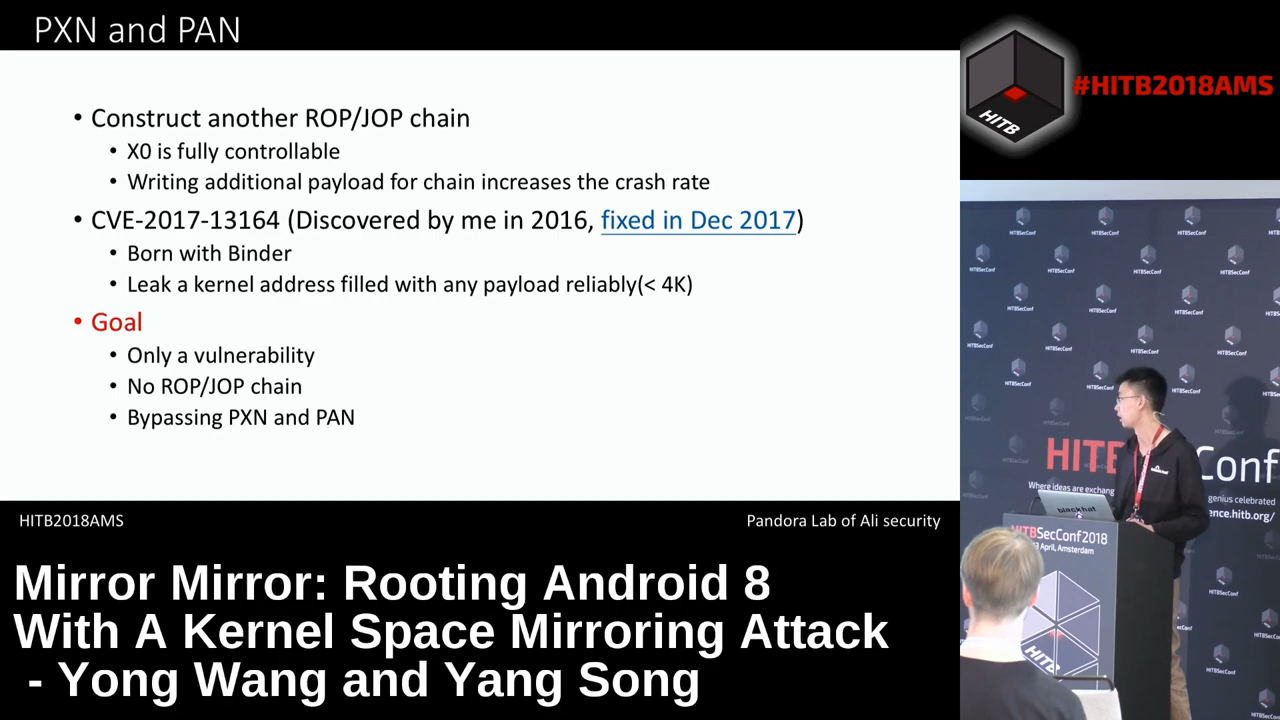 PXN and PAN
• Construct another ROP/JOP chain
• X0 is fully controllable
• Writing additional payload for chain increases the crash rate
• CVE-2017-13164 (Discovered by me in 2016, fixed in Dec 2017)
• Born with Binder
• Leak a kernel address filled with any payload reliably(< 4K)
• Goal
• Only a vulnerability
• No ROP/JOP chain
• Bypassing PXN and PAN
HITB2018AMS
Pandora Lab of Ali security
Mirror Mirror: Rooting Android 8
With A Kernel Space Mirroring Attack
- Yong Wang and Yang Song
HITB
#HITB2018AMS
HITBSecConf
HITB Conf
Where ideas are exchang
genius celebrated
ence.hitb.org/
blackhat
HITBSecConf2018
April, Amsterdam
HITB